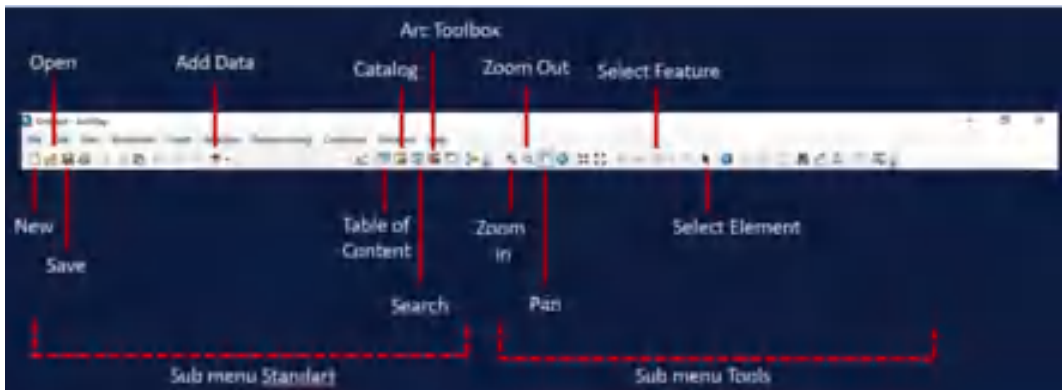 Arc Toolbox
Open
Add Data
Catalog
Zoom Out
Select Feature
New
Save
Table of
Content
Search
Zoom
in
Pan
Select Element
Sub menu Standart
Sub menu Tools